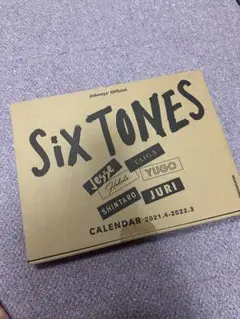 Johnnys' Official
SixTONES
Jesse
TAIGA
Hokuto
YUGO
SHINTARO
JURI
CALENDAR 2021.4-2022.3